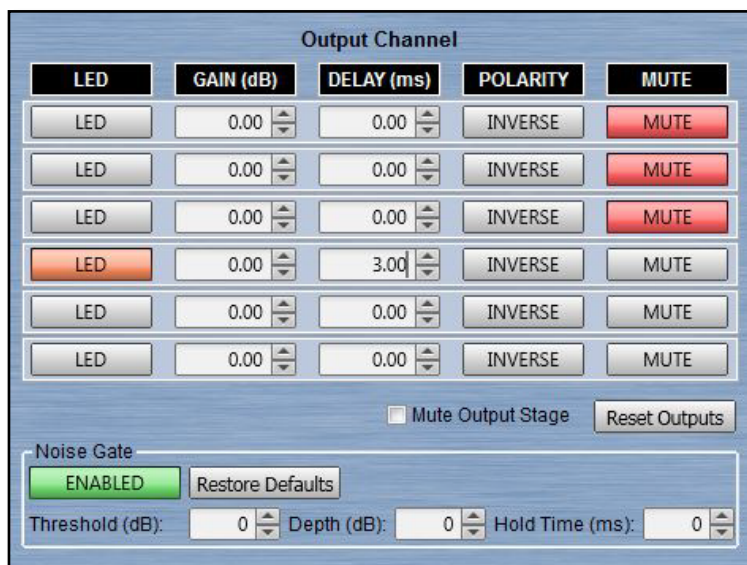 Output Channel
LED GAIN (dB) DELAY (ms) POLARITY MUTE
LED 0.00 0.00 INVERSE MUTE
LED 0.00 0.00 INVERSE MUTE
LED 0.00 0.00 INVERSE MUTE
LED 0.00 3.00 INVERSE MUTE
LED 0.00 0.00 INVERSE MUTE
LED 0.00 0.00 INVERSE MUTE
Mute Output Stage Reset Outputs
Noise Gate
ENABLED Restore Defaults
Threshold (dB): 0 Depth (dB): 0 Hold Time (ms): 0